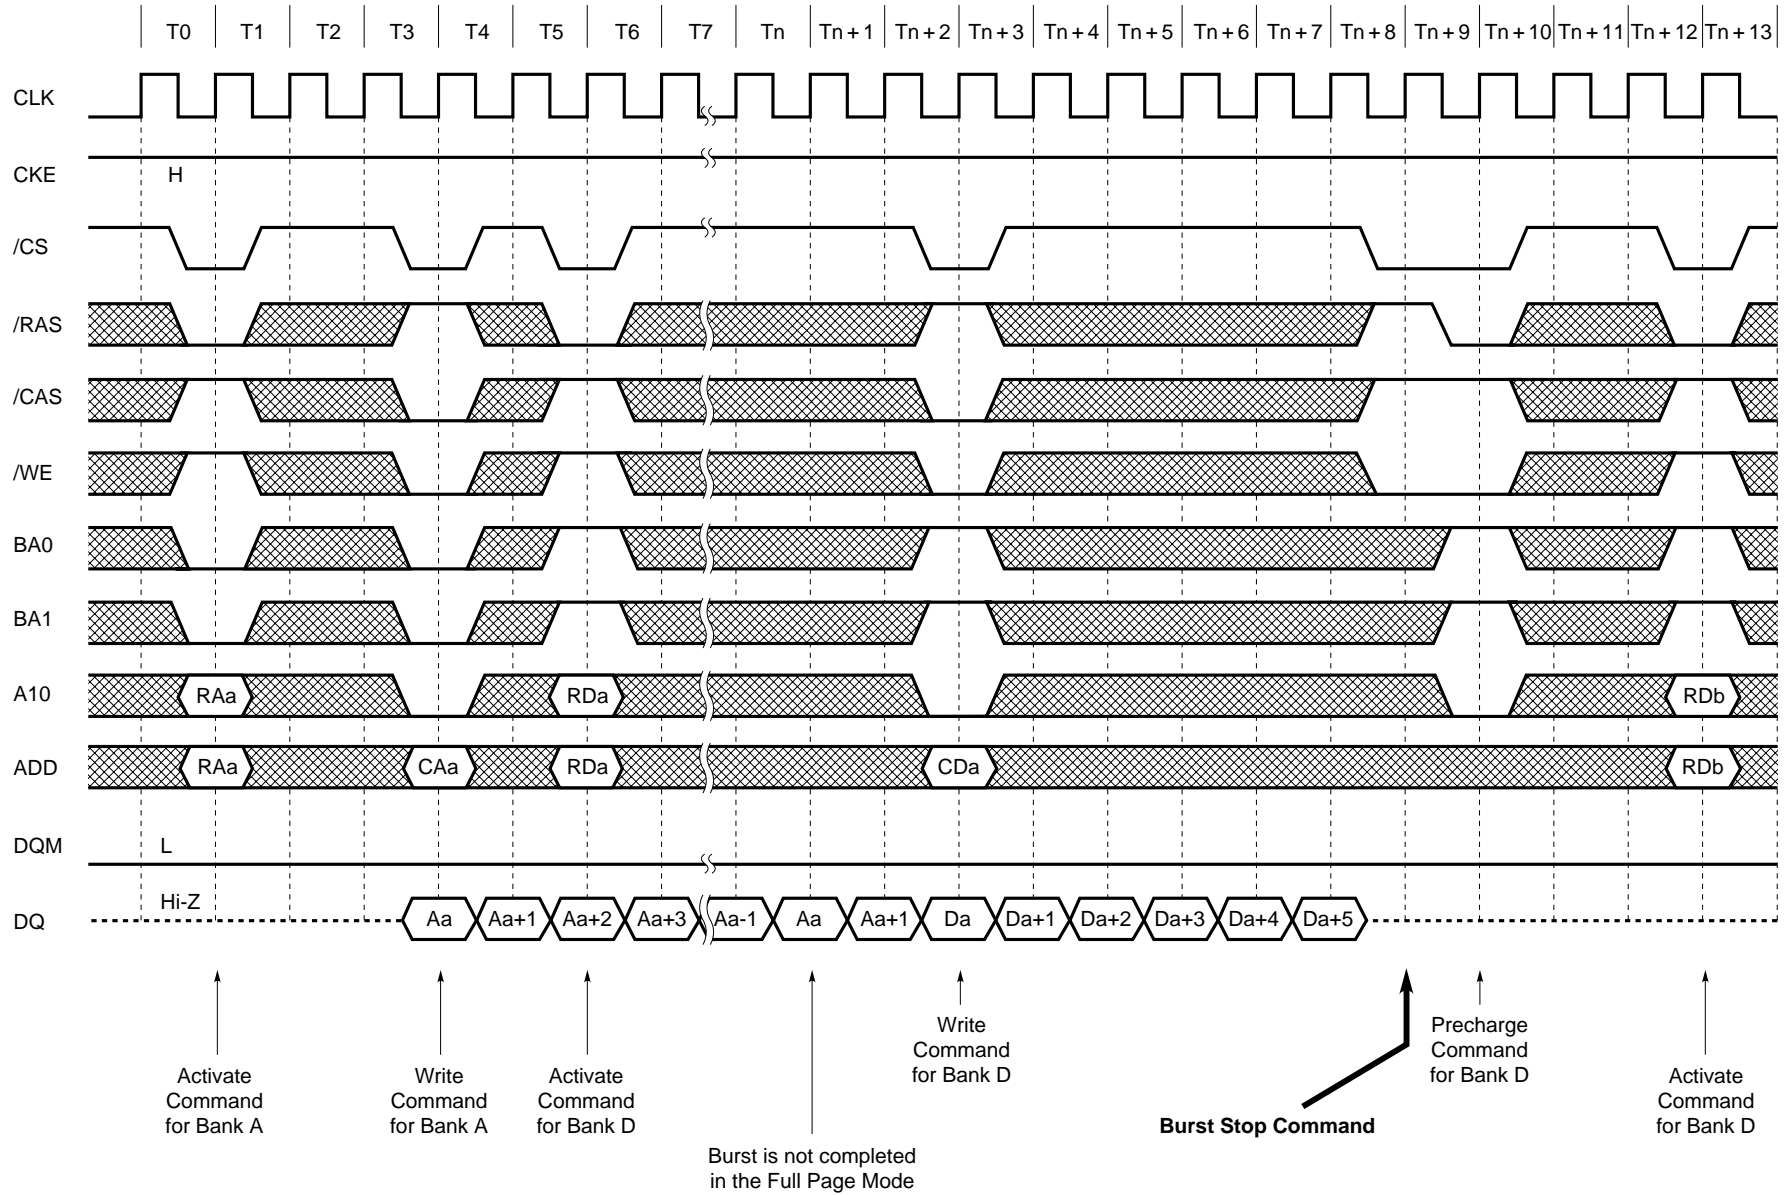 T0 T1 T2 T3 T4 T5 T6 T7 Tn Tn + 1 Tn + 2 Tn + 3 Tn + 4 Tn + 5 Tn + 6 Tn + 7 Tn + 8 Tn + 9 Tn + 10 Tn + 11 Tn + 12 Tn + 13
CLK
CKE H
/CS
/RAS
/CAS
/WE
BA0
BA1
A10 RAa RDa RDb
ADD RAa CAa RDa CDa RDb
DQM L
DQ Hi-Z Aa Aa+1 Aa+2 Aa+3 Aa-1 Aa Aa+1 Da Da+1 Da+2 Da+3 Da+4 Da+5
Activate
Command
for Bank A
Write
Command
for Bank A
Activate
Command
for Bank D
Burst is not completed
in the Full Page Mode
Write
Command
for Bank D
Burst Stop Command
Precharge
Command
for Bank D
Activate
Command
for Bank D